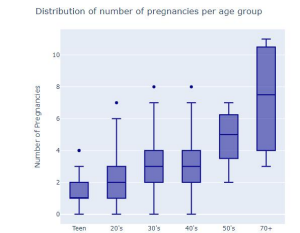 Distribution of number of pregnancies per age group
Number of Pregnancies
10
8
6
4
2
0
Teen 20's 30's 40's 50's 70+